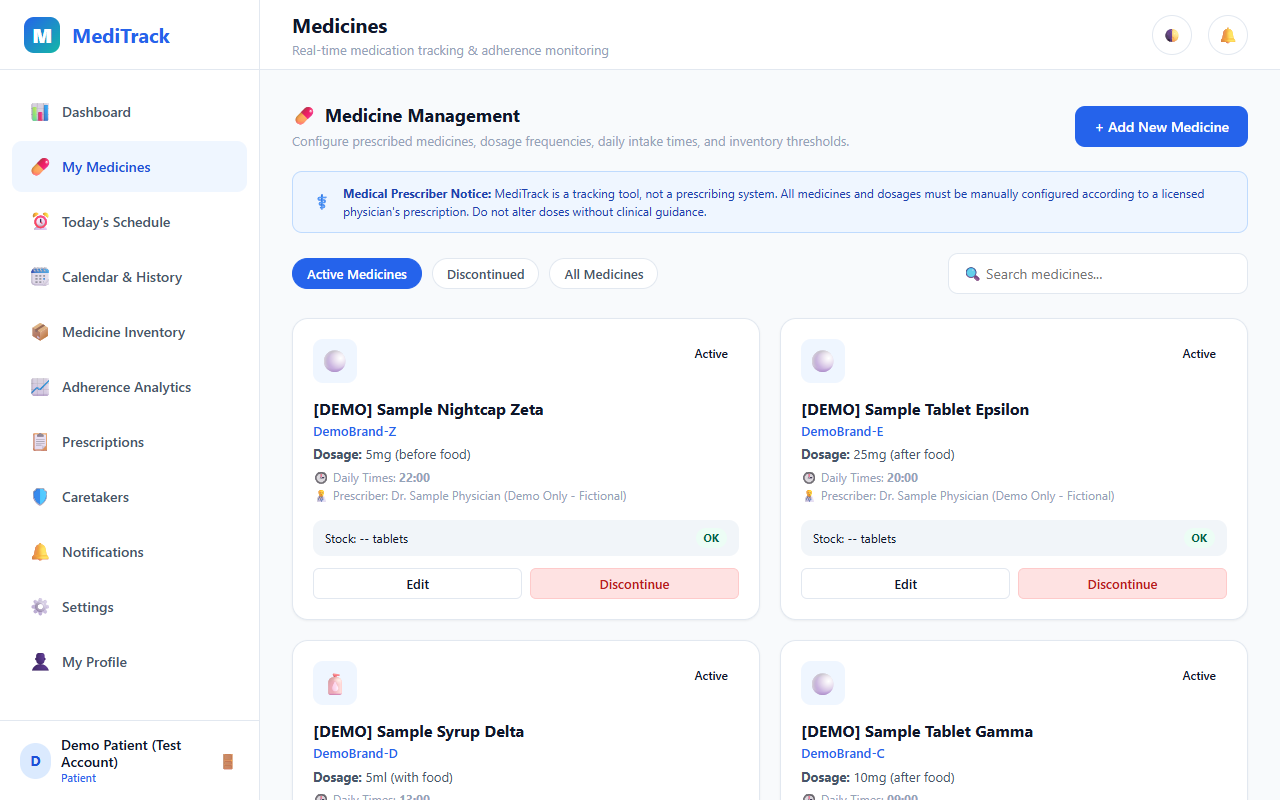 M MediTrack
Dashboard
My Medicines
Today's Schedule
Calendar & History
Medicine Inventory
Adherence Analytics
Prescriptions
Caretakers
Notifications
Settings
My Profile
D
Demo Patient (Test
Account)
Patient
Medicines
Real-time medication tracking & adherence monitoring
Medicine Management
Configure prescribed medicines, dosage frequencies, daily intake times, and inventory thresholds.
+ Add New Medicine
Medical Prescriber Notice: MediTrack is a tracking tool, not a prescribing system. All medicines and dosages must be manually configured according to a licensed
physician's prescription. Do not alter doses without clinical guidance.
Active Medicines
Discontinued
All Medicines
Search medicines...
Active
[DEMO] Sample Nightcap Zeta
DemoBrand-Z
Dosage: 5mg (before food)
Daily Times: 22:00
Prescriber: Dr. Sample Physician (Demo Only - Fictional)
Stock: -- tablets
OK
Edit
Discontinue
Active
[DEMO] Sample Tablet Epsilon
DemoBrand-E
Dosage: 25mg (after food)
Daily Times: 20:00
Prescriber: Dr. Sample Physician (Demo Only - Fictional)
Stock: -- tablets
OK
Edit
Discontinue
Active
[DEMO] Sample Syrup Delta
DemoBrand-D
Dosage: 5ml (with food)
Daily Times: 13:00
Active
[DEMO] Sample Tablet Gamma
DemoBrand-C
Dosage: 10mg (after food)
Daily Times: 09:00